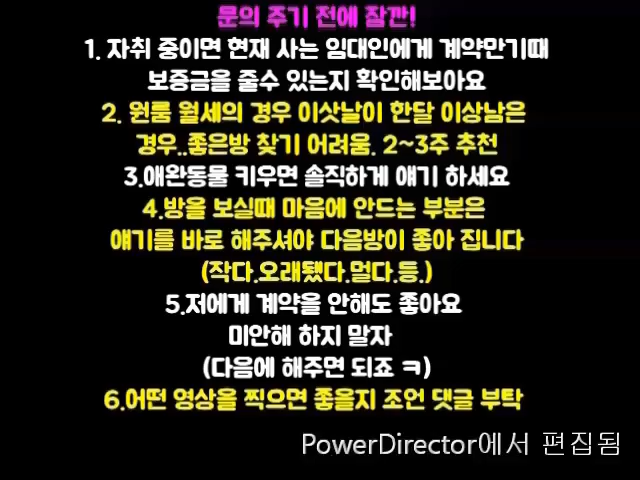 문의 주기 전에 잠깐!
1. 자취 중이면 현재 사는 임대인에게 계약만기때
보증금을 줄수 있는지 확인해보아요
2. 원룸 월세의 경우 이삿날이 한달 이상남은
경우..좋은방 찾기 어려움. 2~3주 추천
3.애완동물 키우면 솔직하게 얘기 하세요
4.방을 보실때 마음에 안드는 부분은
얘기를 바로 해주셔야 다음방이 좋아 집니다
(작다.오래됐다.멀다.등.)
5.저에게 계약을 안해도 좋아요
미안해 하지 말자
(다음에 해주면 되죠 ㅋ)
6.어떤 영상을 찍으면 좋을지 조언 댓글 부탁
PowerDirector에서 편집됨